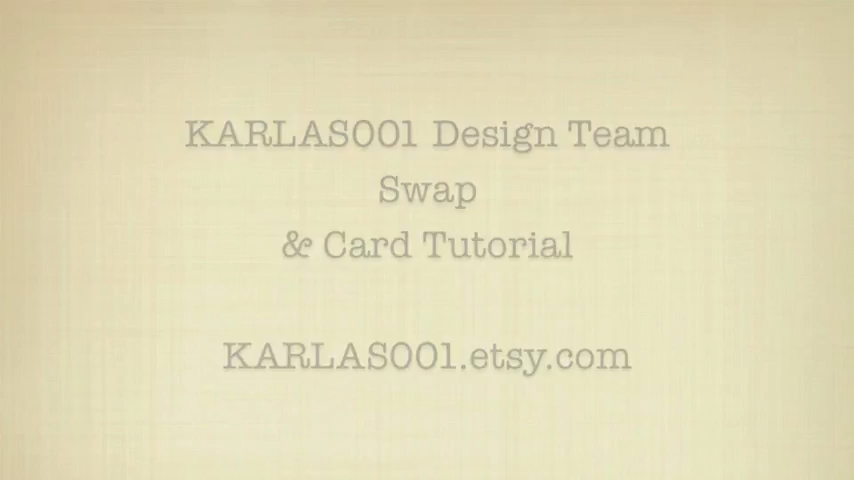 KARLAS001 Design Team
Swap
& Card Tutorial
KARLAS001.etsy.com